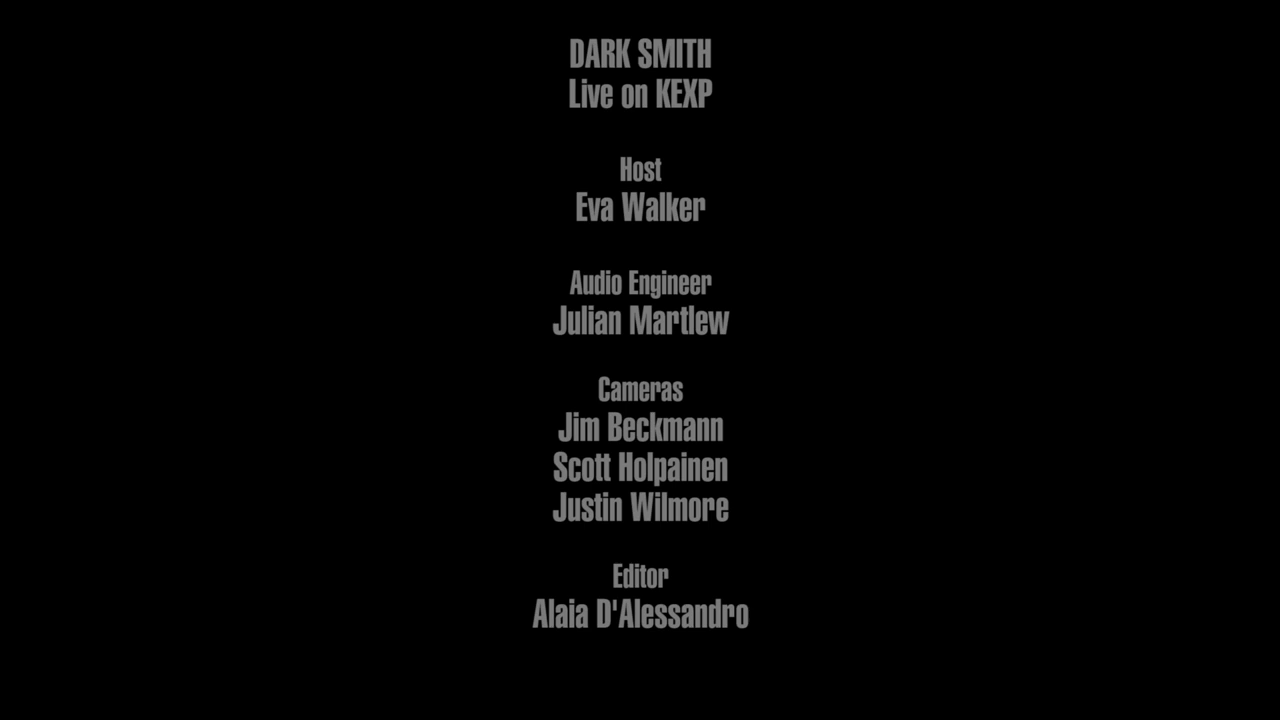 DARK SMITH
Live on KEXP
Host
Eva Walker
Audio Engineer
Julian Martlew
Cameras
Jim Beckmann
Scott Holpainen
Justin Wilmore
Editor
Alaia D'Alessandro